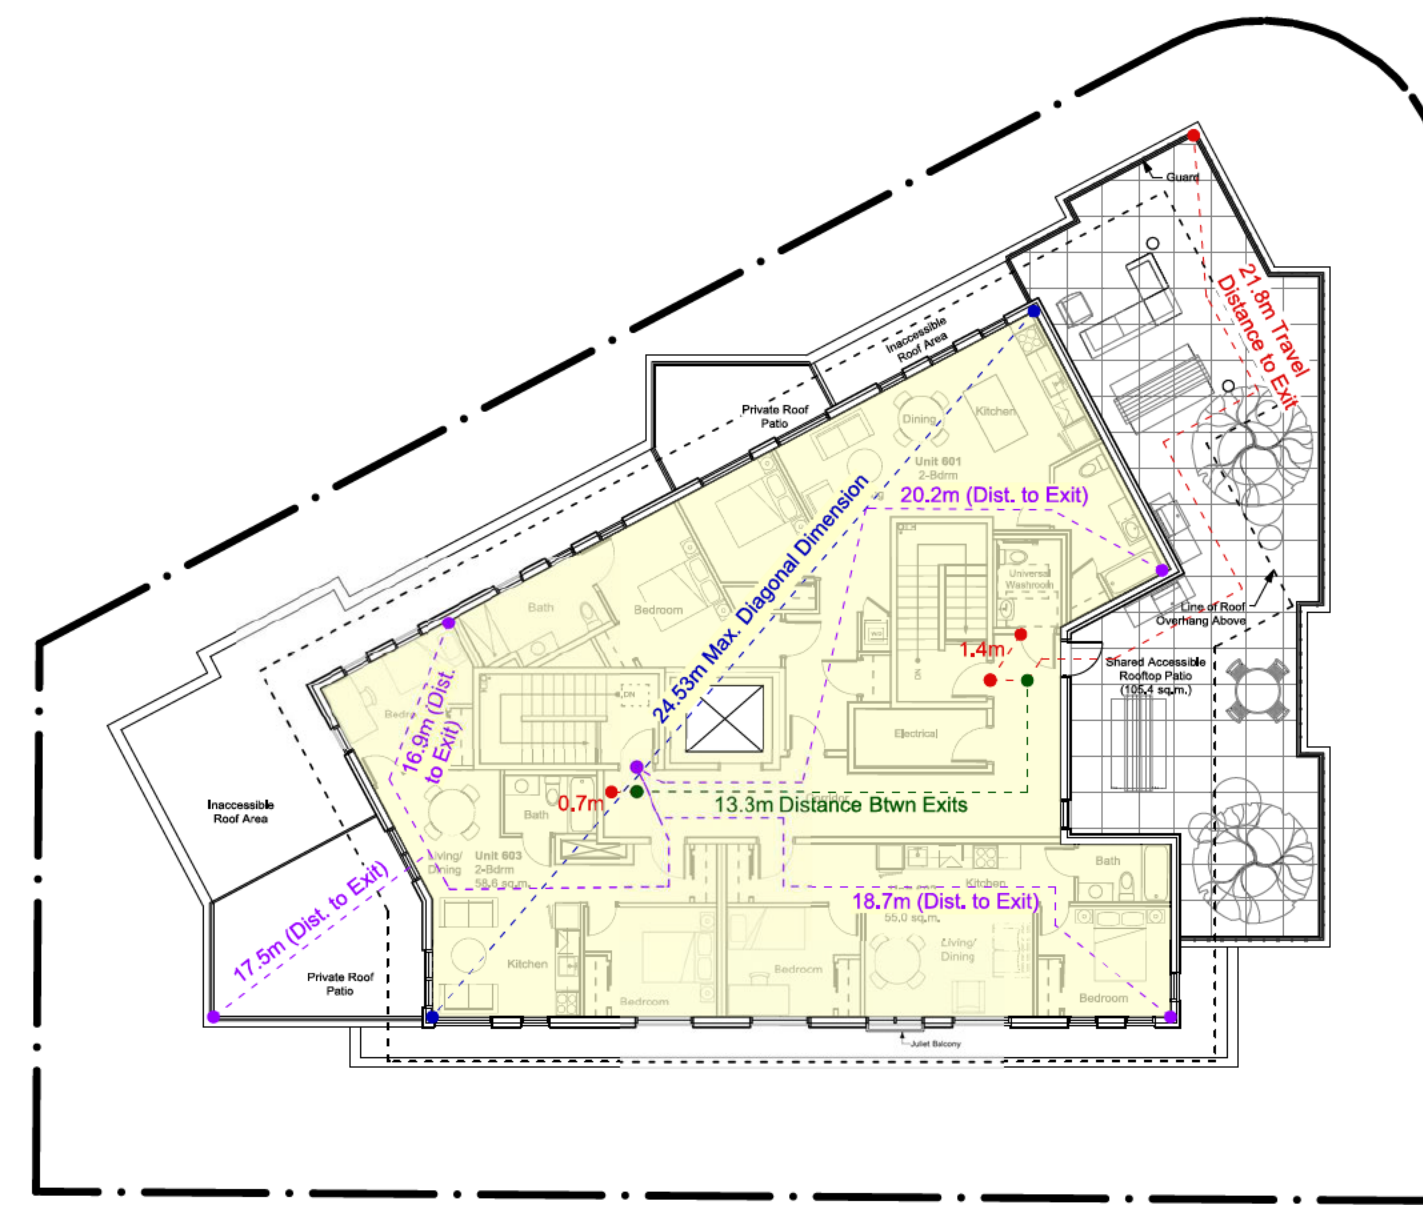 Guard
21.8m Travel
Distance to Exit
Inaccessible
Roof Area
Private Roof
Patio
Dining
Kitchen
Unit 601
2-Bdrm
20.2m (Dist. to Exit)
24.53m Max. Diagonal Dimension
Universal
Washroom
Bath
Bedroom
Line of Roof
Overhang Above
1.4m
Shared Accessible
Rooftop Patio
(105.4 sq.m.)
DN
DN
16.9m (Dist.
to Exit)
Electrical
0.7m
13.3m Distance Btwn Exits
Inaccessible
Roof Area
Bath
Living/
Dining
Unit 603
2-Bdrm
58.6 sq.m.
Kitchen
Bath
18.7m (Dist. to Exit)
55.0 sq.m.
17.5m (Dist. to Exit)
Private Roof
Patio
Kitchen
Bedroom
Bedroom
Living/
Dining
Bedroom
Juliet Balcony